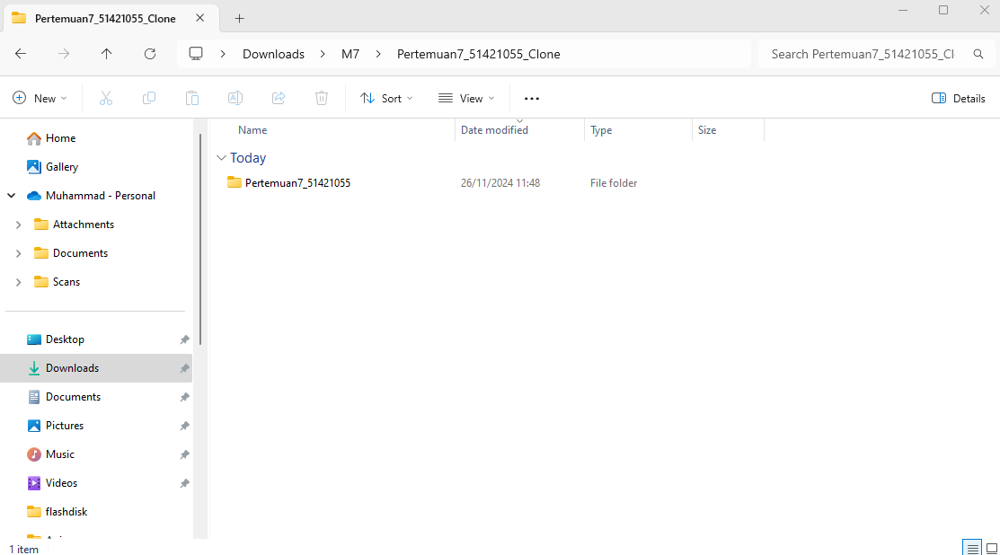 Pertemuan7_51421055_Clone
Downloads M7 Pertemuan7_51421055_Clone
Search Pertemuan7_51421055_Cl
New Sort View Details
Home
Gallery
Muhammad - Personal
Attachments
Documents
Scans
Desktop
Downloads
Documents
Pictures
Music
Videos
flashdisk
Name Date modified Type Size
Today
Pertemuan7_51421055 26/11/2024 11:48 File folder
1 item